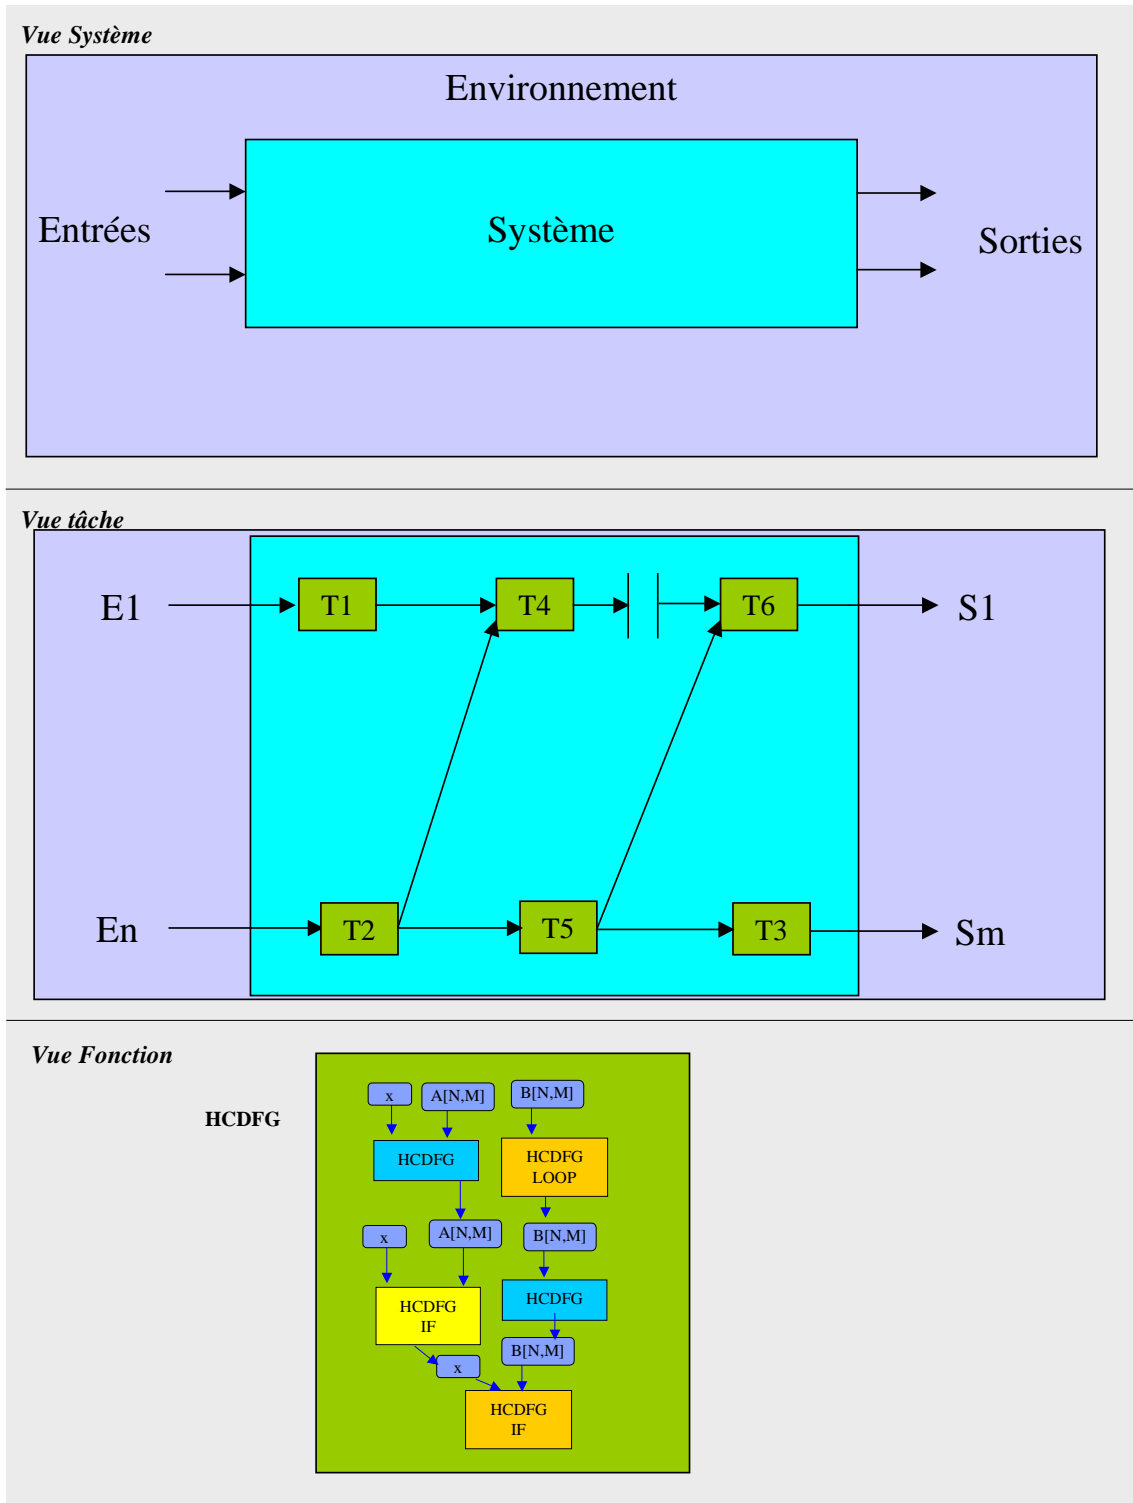 Vue Système
Environnement
Entrées
Système
Sorties
Vue tâche
E1
T1
T4
T6
S1
En
T2
T5
T3
Sm
Vue Fonction
HCDFG
x
A[N,M]
B[N,M]
HCDFG
HCDFG
LOOP
x
A[N,M]
B[N,M]
HCDFG
IF
HCDFG
x
B[N,M]
HCDFG
IF